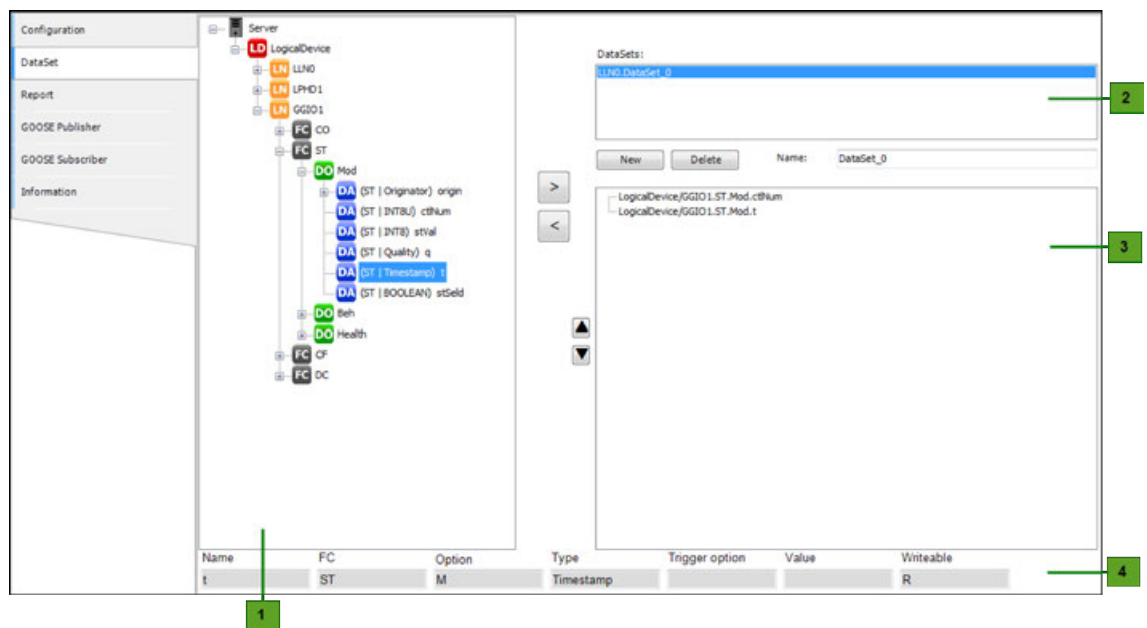 Configuration
DataSet
Report
GOOSE Publisher
GOOSE Subscriber
Information
Server
LD LogicalDevice
LN LLN0
LN LPHD1
LN GGIO1
FC CO
FC ST
DO Mod
DA (ST | Originator) origin
DA (ST | INT8U) ctlNum
DA (ST | INT8) stVal
DA (ST | Quality) q
DA (ST | Timestamp) t
DA (ST | BOOLEAN) stSeld
DO Beh
DO Health
FC CF
FC DC
>
<
▲
▼
DataSets:
LLN0.DataSet_0
New Delete Name: DataSet_0
LogicalDevice/GGIO1.ST.Mod.ctlNum
LogicalDevice/GGIO1.ST.Mod.t
Name FC Option Type Trigger option Value Writeable
t ST M Timestamp R
1
2
3
4